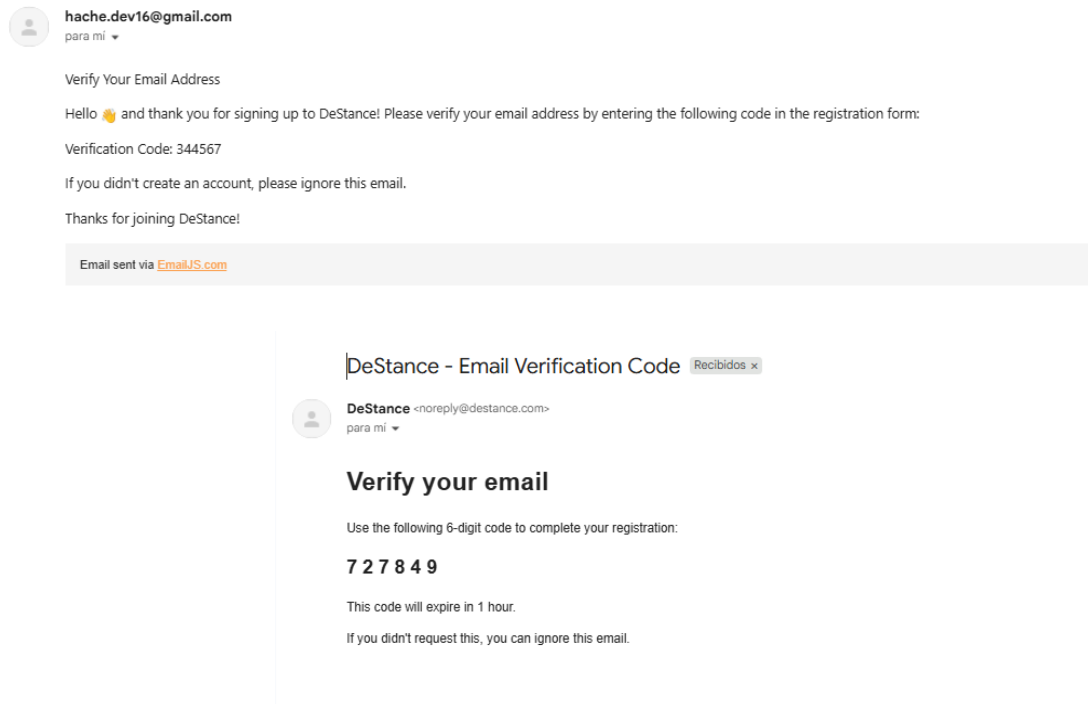 hache.dev16@gmail.com
para mí
Verify Your Email Address
Hello 👋 and thank you for signing up to DeStance! Please verify your email address by entering the following code in the registration form:
Verification Code: 344567
If you didn't create an account, please ignore this email.
Thanks for joining DeStance!
Email sent via EmailJS.com
DeStance - Email Verification Code Recibidos x
DeStance <noreply@destance.com>
para mí
Verify your email
Use the following 6-digit code to complete your registration:
7 2 7 8 4 9
This code will expire in 1 hour.
If you didn't request this, you can ignore this email.